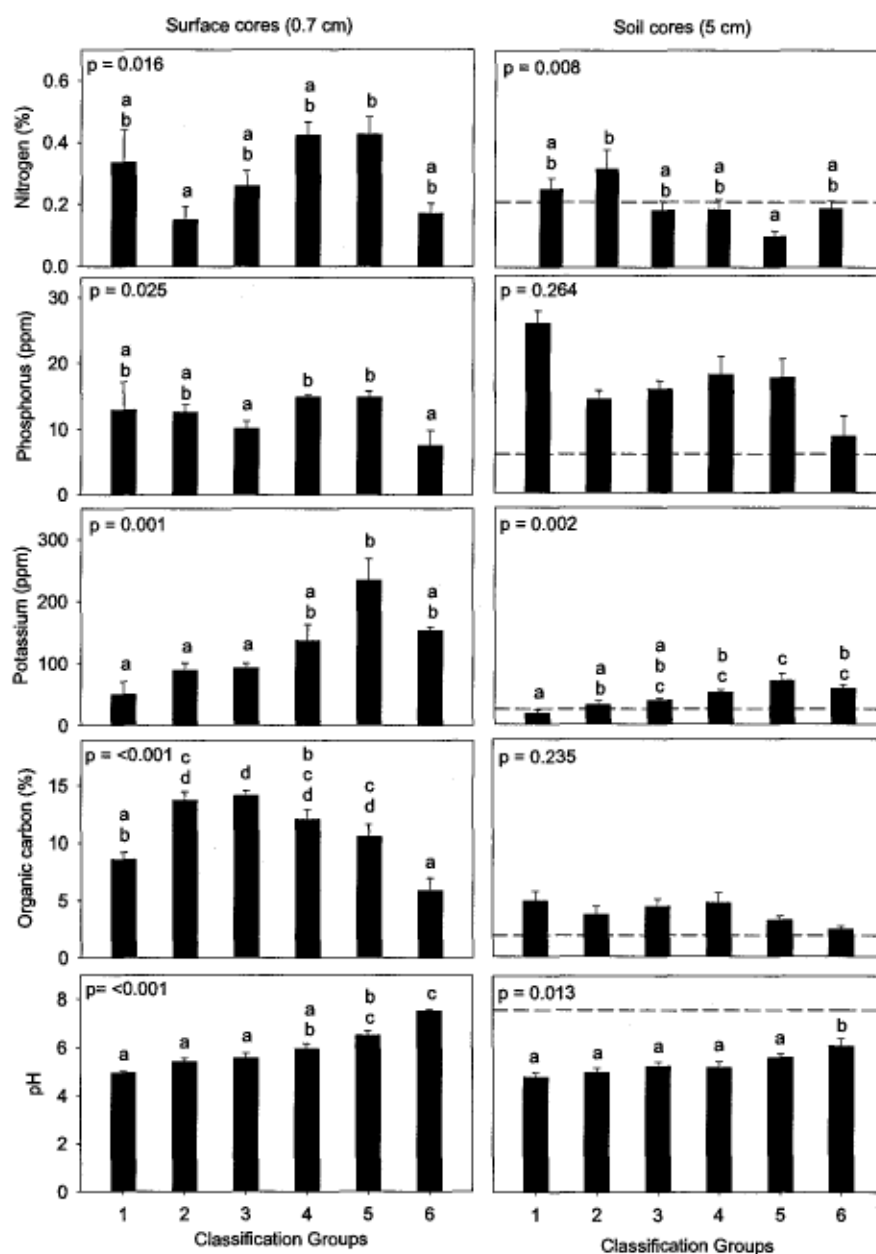 Surface cores (0.7 cm)
Soil cores (5 cm)
Nitrogen (%)
0.6
0.4
0.2
0.0
p = 0.016
a
b
a
a
b
a
b
b
a
b
p = 0.008
a
b
b
a
b
a
b
a
a
b
Phosphorus (ppm)
30
20
10
0
p = 0.025
a
b
a
b
a
b
b
a
p = 0.264
Potassium (ppm)
300
200
100
0
p = 0.001
a
a
a
a
b
b
a
b
p = 0.002
a
a
b
a
b
c
b
c
c
b
c
Organic carbon (%)
15
10
5
0
p = <0.001
a
b
c
d
d
b
c
d
c
d
a
p = 0.235
pH
8
6
4
2
0
p= <0.001
a
a
a
a
b
b
c
c
p = 0.013
a
a
a
a
a
b
1 2 3 4 5 6
Classification Groups
1 2 3 4 5 6
Classification Groups